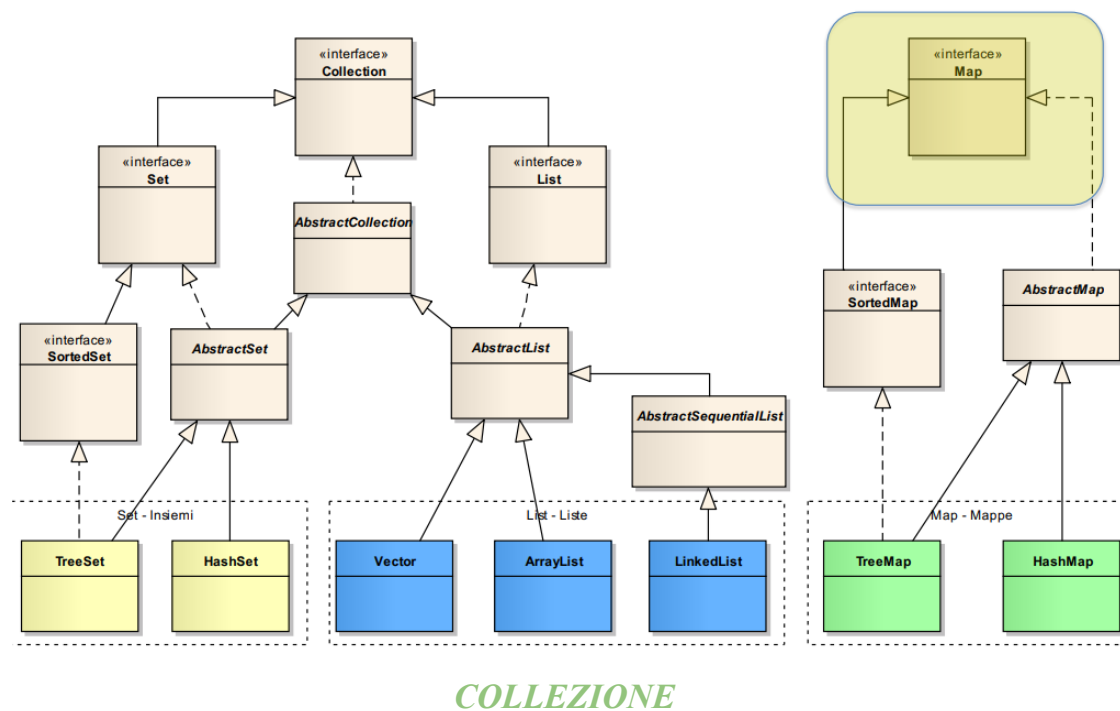 «interface»
Collection
«interface»
Map
«interface»
Set
«interface»
List
AbstractCollection
«interface»
SortedMap
AbstractMap
«interface»
SortedSet
AbstractSet
AbstractList
AbstractSequentialList
Set - Insiemi
List - Liste
Map - Mappe
TreeSet
HashSet
Vector
ArrayList
LinkedList
TreeMap
HashMap
COLLEZIONE